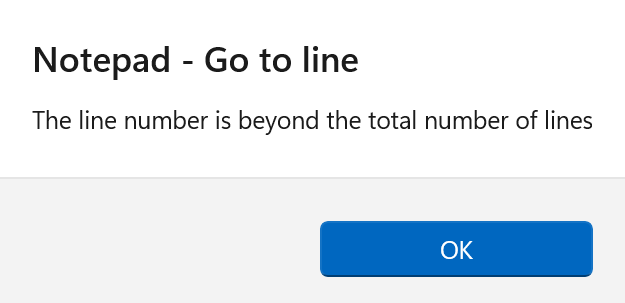 Notepad - Go to line
The line number is beyond the total number of lines
OK